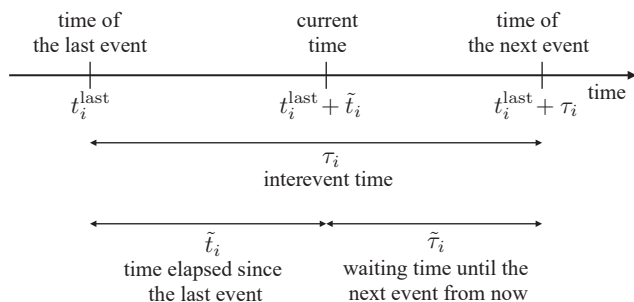 time of
the last event
current
time
time of
the next event
t_i^last
t_i^last + t̃_i
t_i^last + τ_i
time
τ_i
interevent time
t̃_i
time elapsed since
the last event
τ̃_i
waiting time until the
next event from now